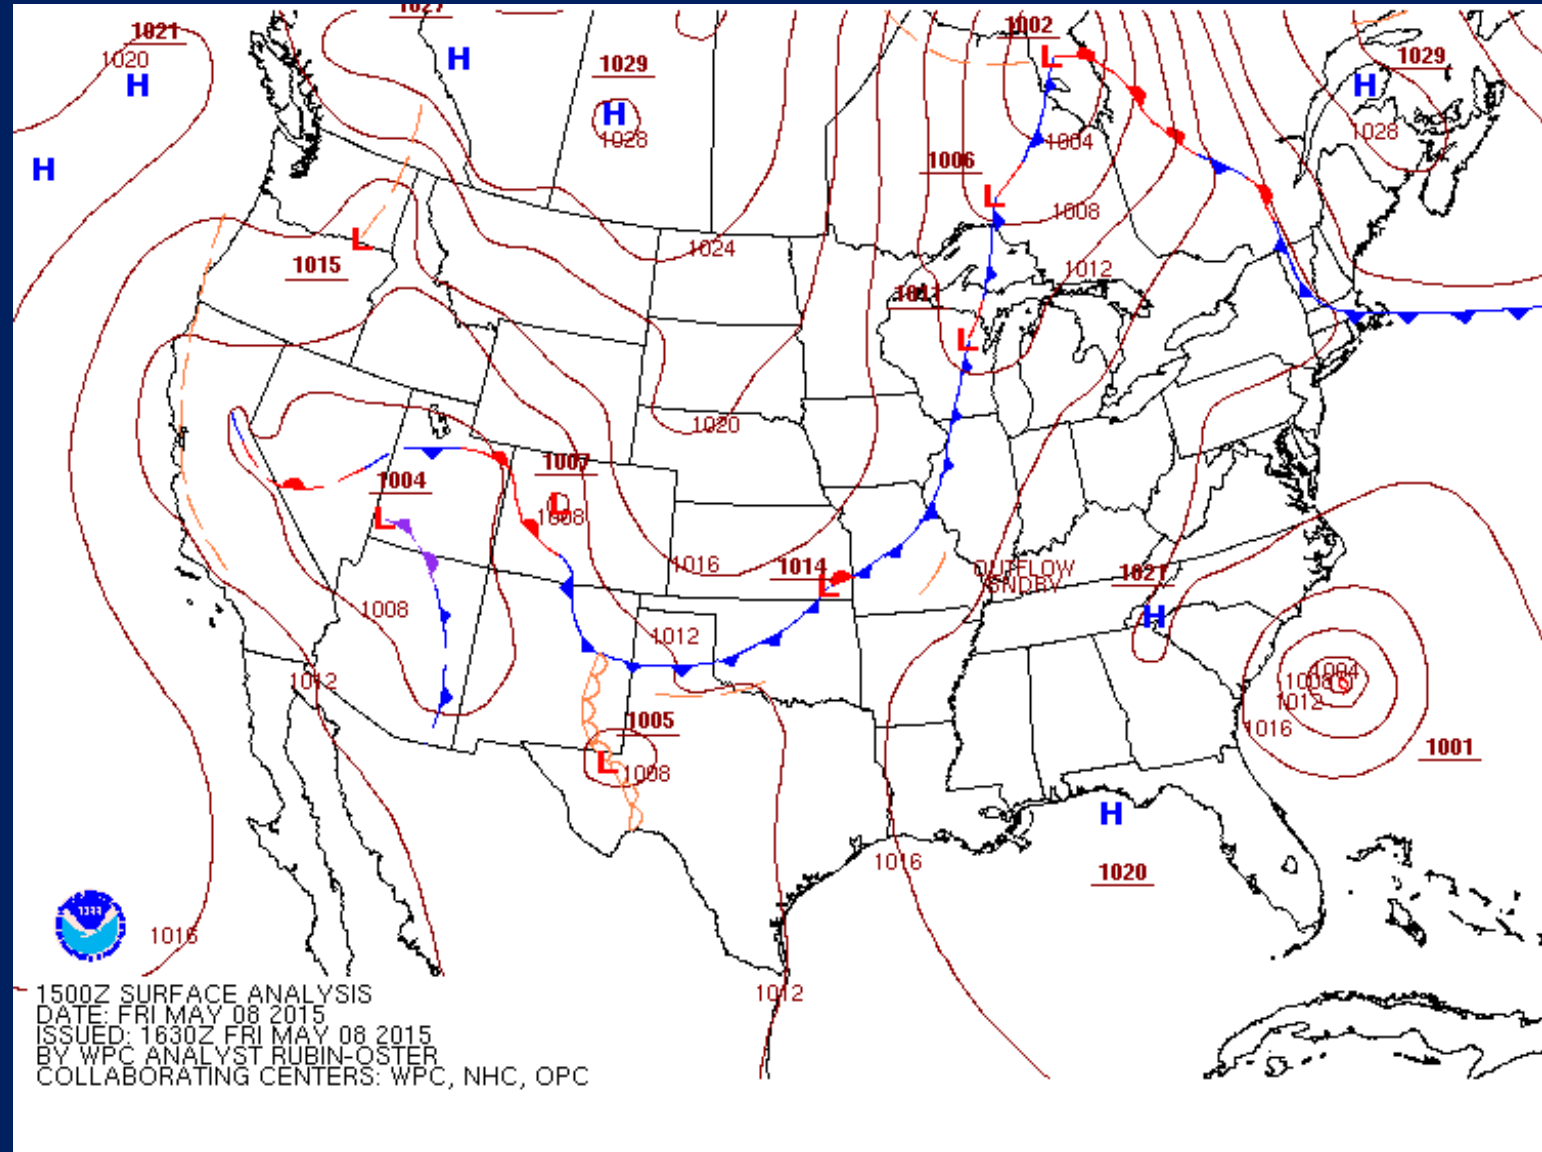 1027
1002
1021
1020
H
H
1029
L
1029
H
H
H
1028
1028
1004
1006
H
L
1008
L
1024
1015
1012
1011
L
1020
1007
1004
L
1008
L
1016
1014
OUTFLOW
BNDRY
1021
L
1008
H
1012
1004
1008
1012
1012
1016
1005
1001
L
1008
H
1016
1020
1016
1012
1500Z SURFACE ANALYSIS
DATE: FRI MAY 08 2015
ISSUED: 1630Z FRI MAY 08 2015
BY WPC ANALYST RUBIN-OSTER
COLLABORATING CENTERS: WPC, NHC, OPC